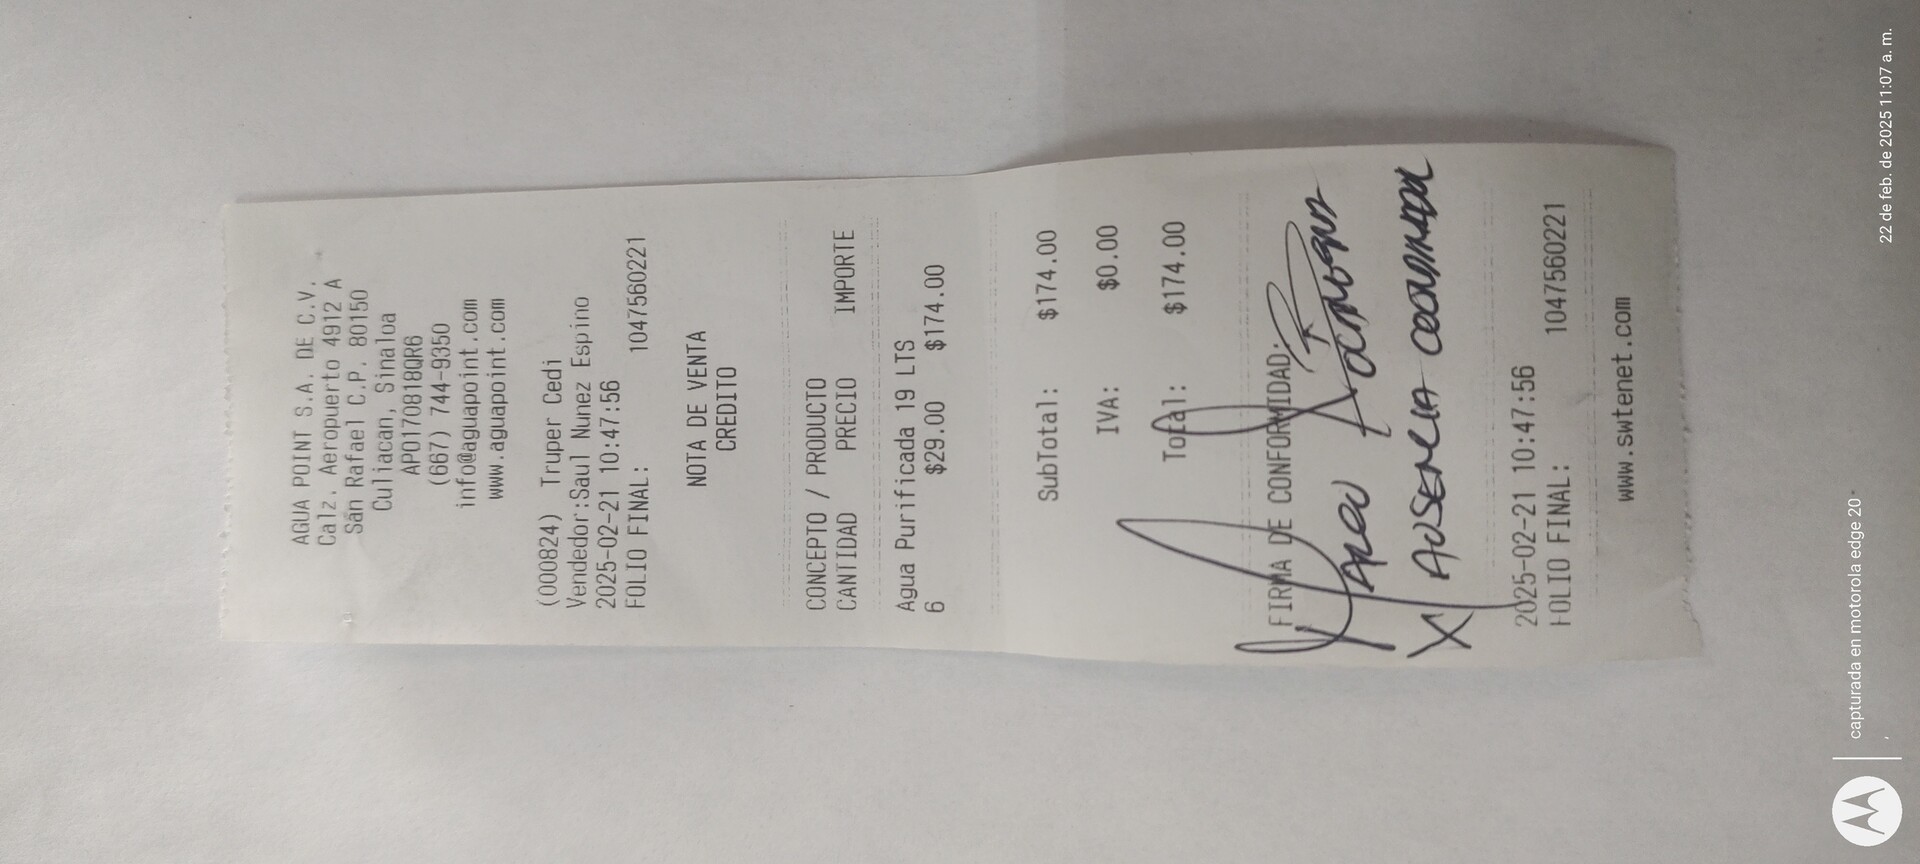 AGUA POINT S.A. DE C.V.
Calz. Aeropuerto 4912 A
San Rafael C.P. 80150
Culiacan, Sinaloa
APO170818QR6
(667) 744-9350
info@aguapoint.com
www.aguapoint.com
(000824) Truper Cedi
Vendedor:Saul Nunez Espino
2025-02-21 10:47:56
FOLIO FINAL: 1047560221
NOTA DE VENTA
CREDITO
CONCEPTO / PRODUCTO
CANTIDAD PRECIO IMPORTE
Agua Purificada 19 LTS
6 $29.00 $174.00
SubTotal: $174.00
IVA: $0.00
Total: $174.00
FIRMA DE CONFORMIDAD:
X AUSENCIA
2025-02-21 10:47:56
FOLIO FINAL: 1047560221
www.swtenet.com
capturada en motorola edge 20
22 de feb. de 2025 11:07 a. m.